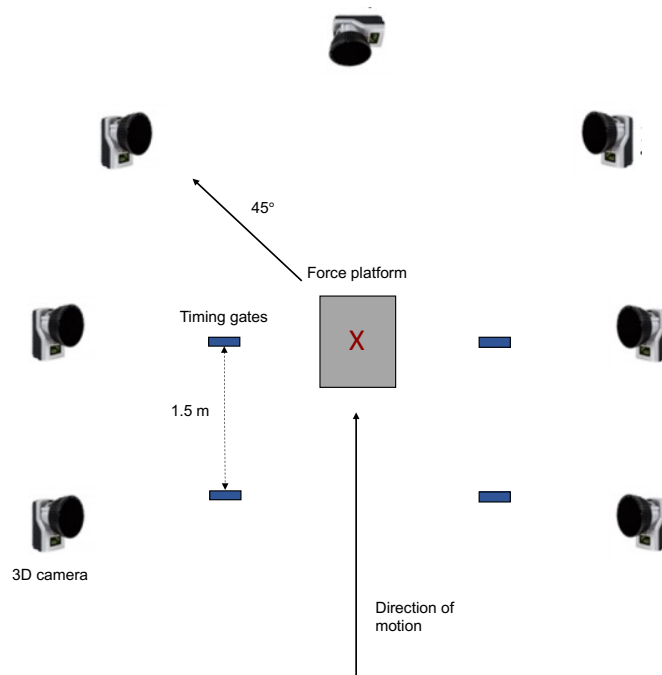 45°
Force platform
Timing gates
X
1.5 m
3D camera
Direction of
motion